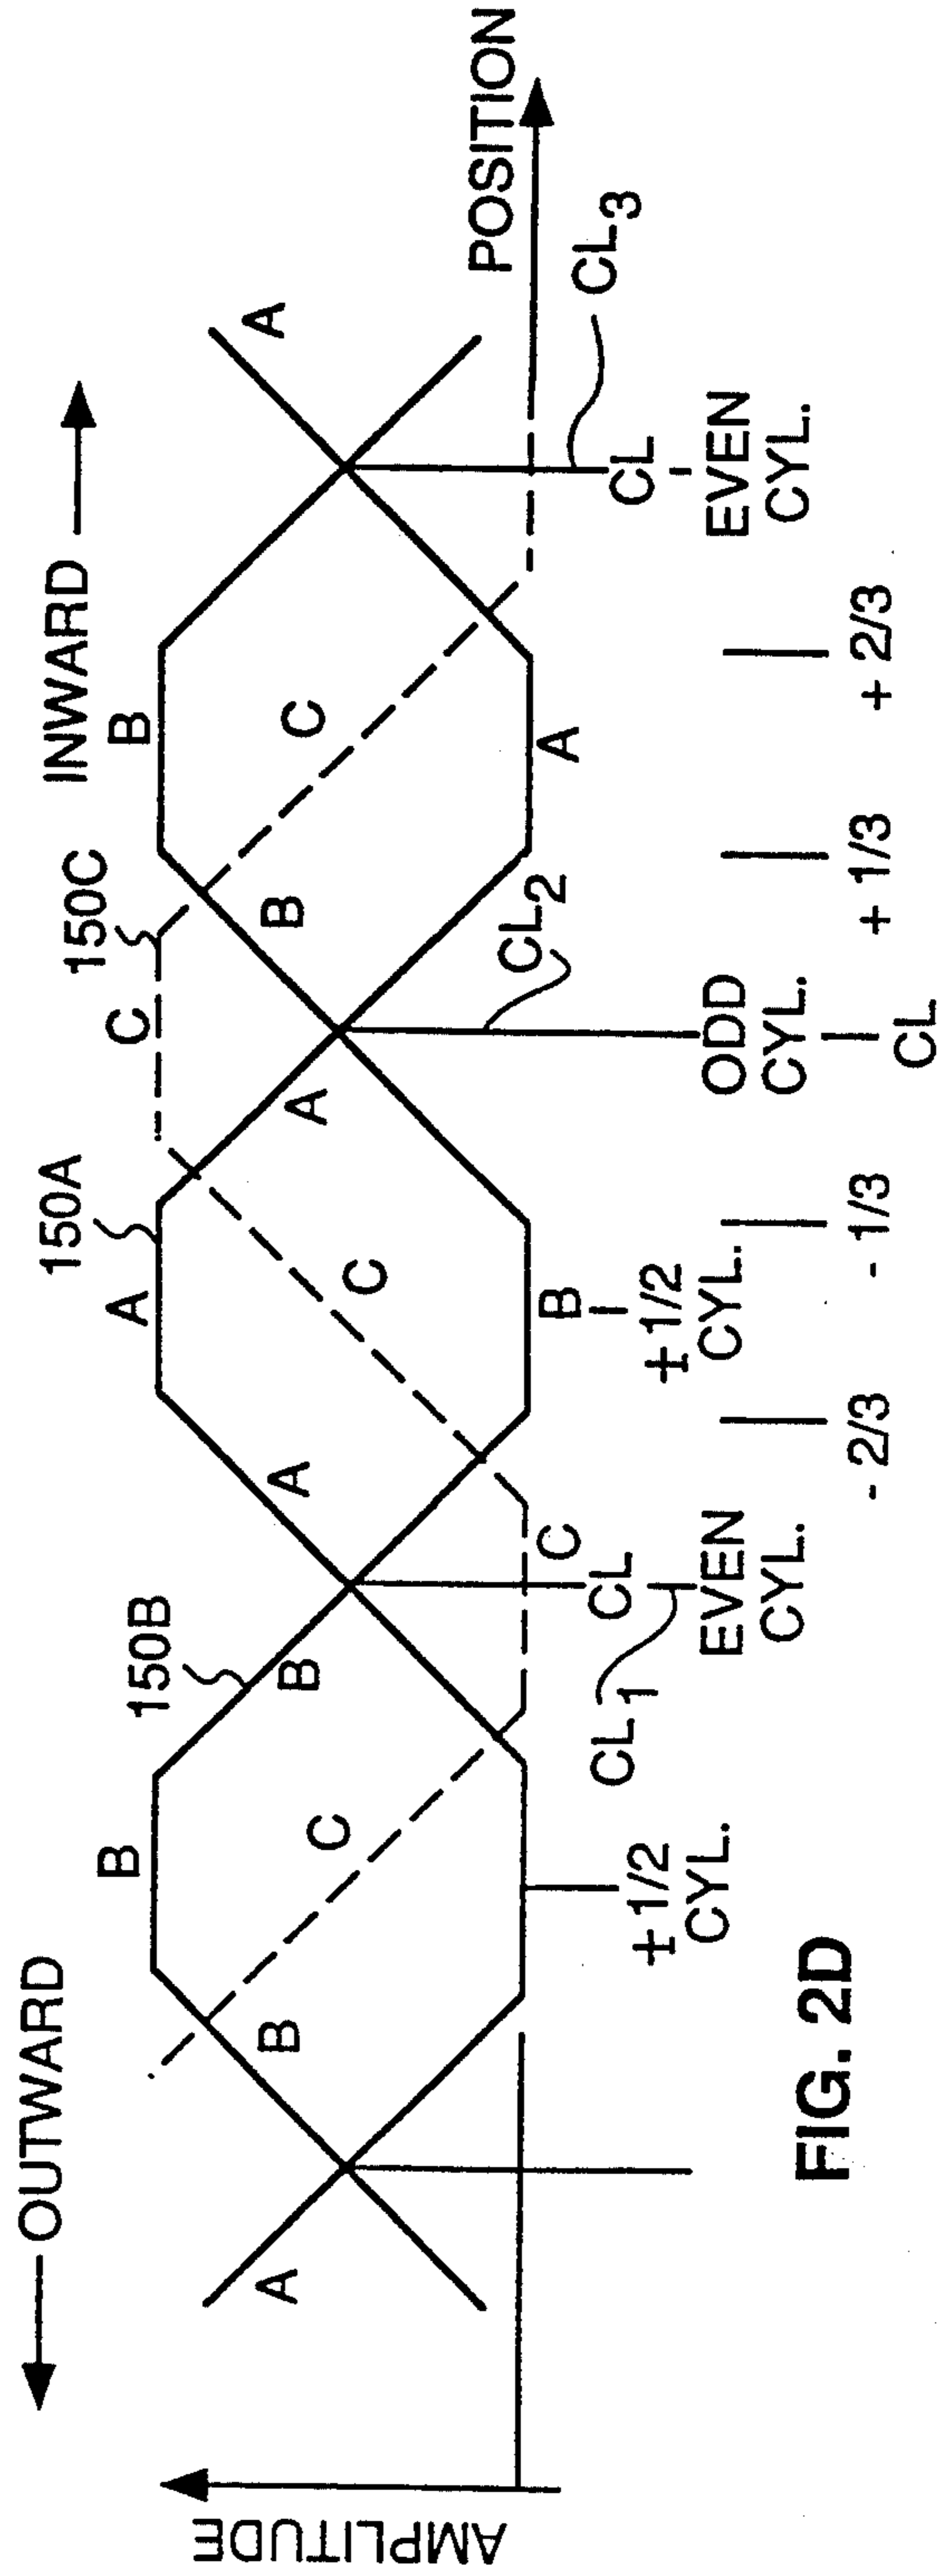 ← OUTWARD
INWARD →
150B
150A
150C
A
B
B
B
A
A
A
C
B
B
A
C
C
C
C
A
B
POSITION
AMPLITUDE
± 1/2
CYL.
CL1
CL
EVEN
CYL.
± 1/2
CYL.
CL2
ODD
CYL.
CL
CL3
CL
EVEN
CYL.
- 2/3
- 1/3
+ 1/3
+ 2/3
FIG. 2D